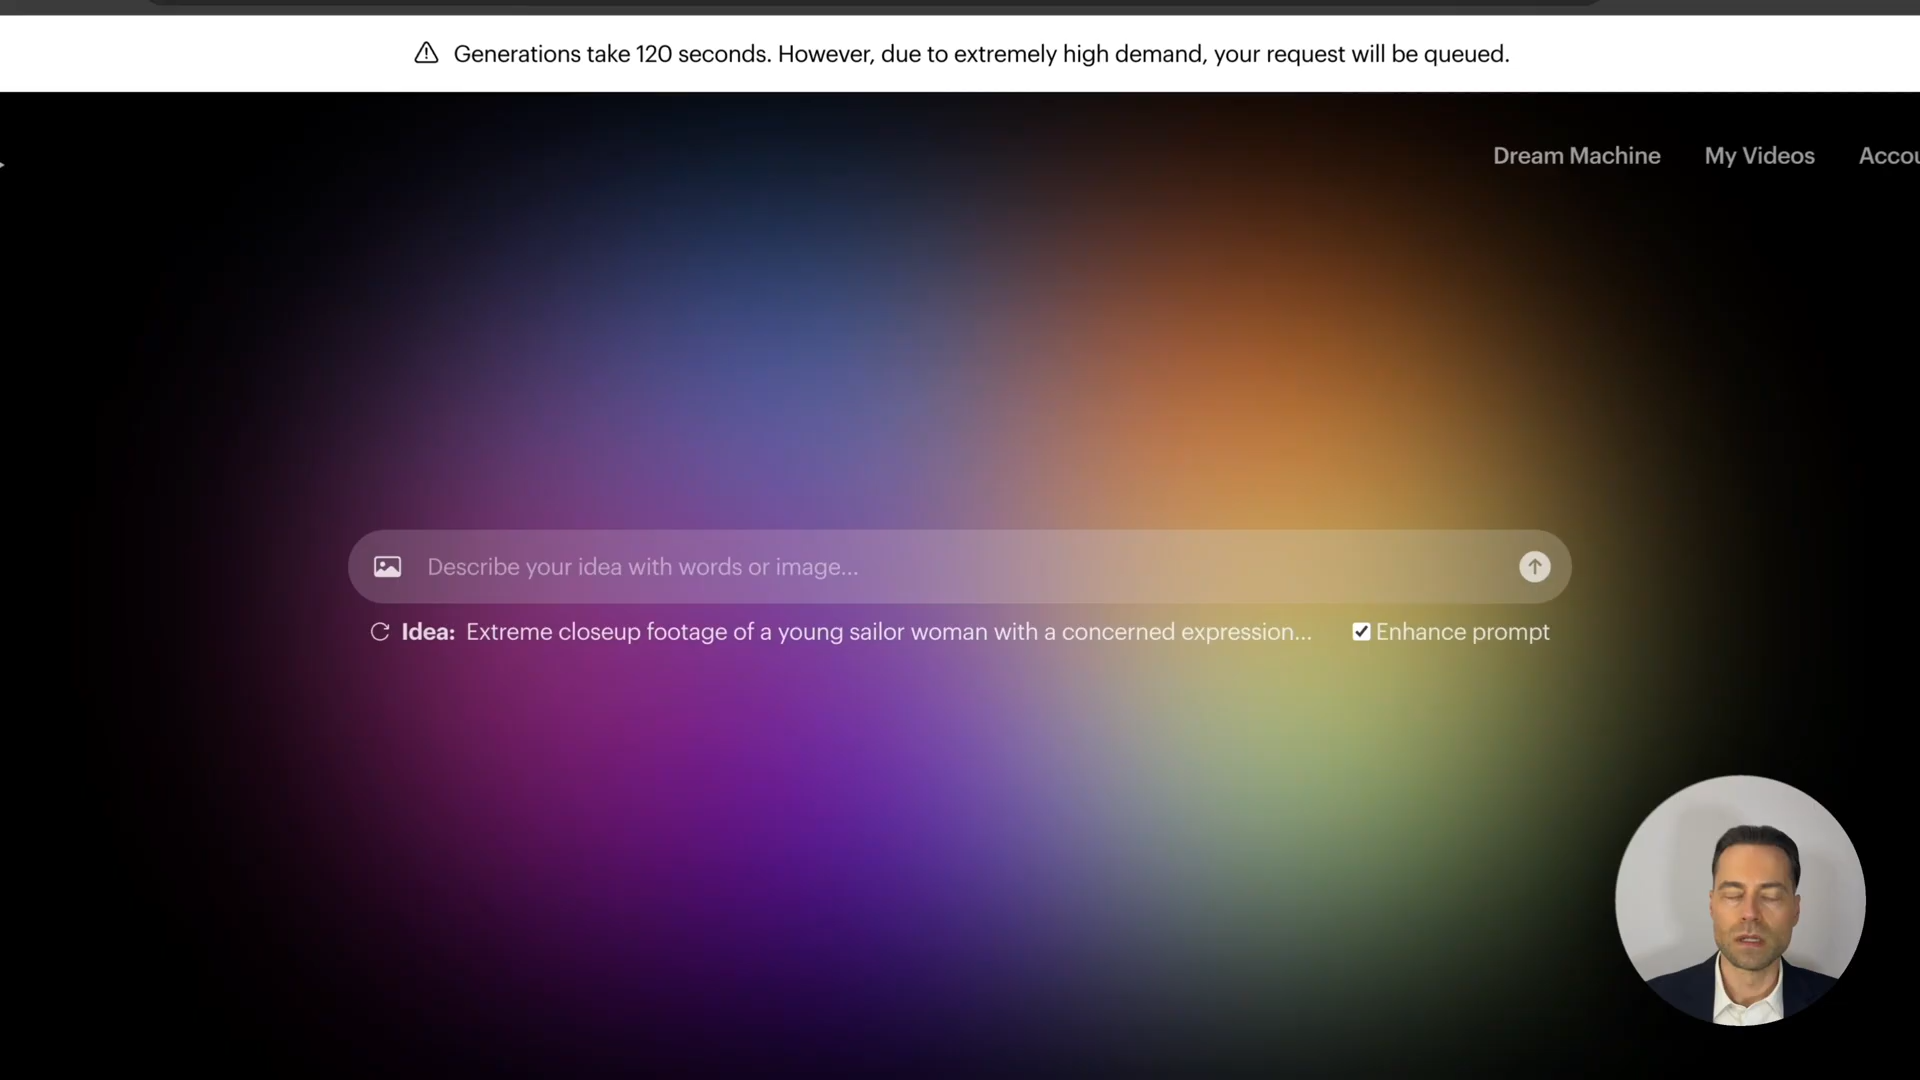 Generations take 120 seconds. However, due to extremely high demand, your request will be queued.
Dream Machine My Videos Accou
Describe your idea with words or image...
Idea: Extreme closeup footage of a young sailor woman with a concerned expression... Enhance prompt